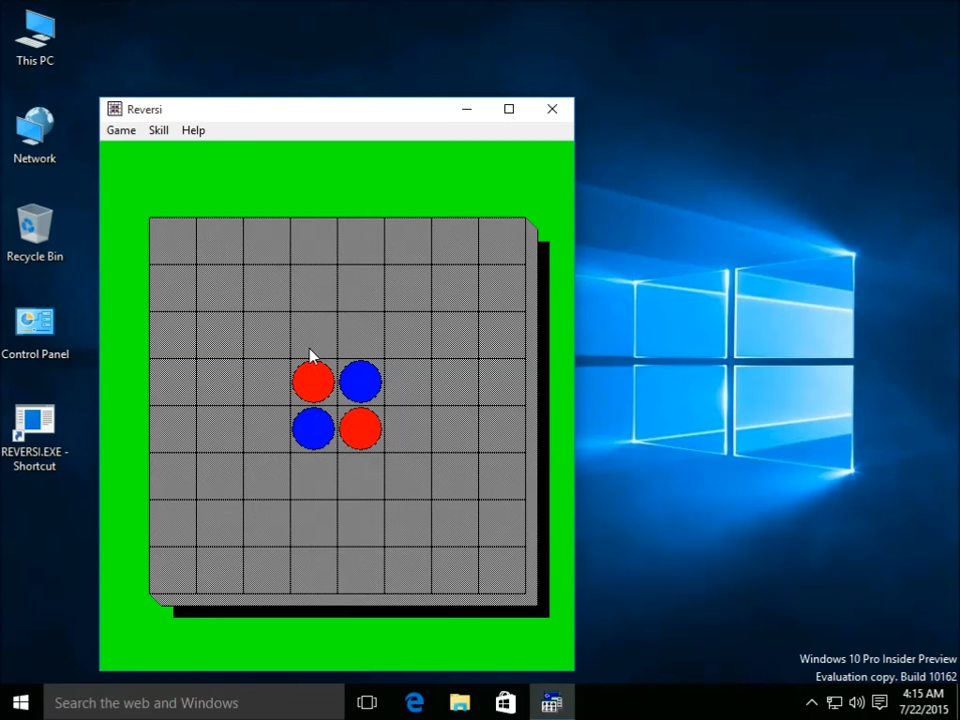 This PC
Network
Recycle Bin
Control Panel
REVERSI.EXE -
Shortcut
Reversi
Game Skill Help
Windows 10 Pro Insider Preview
Evaluation copy. Build 10162
Search the web and Windows
4:15 AM
7/22/2015